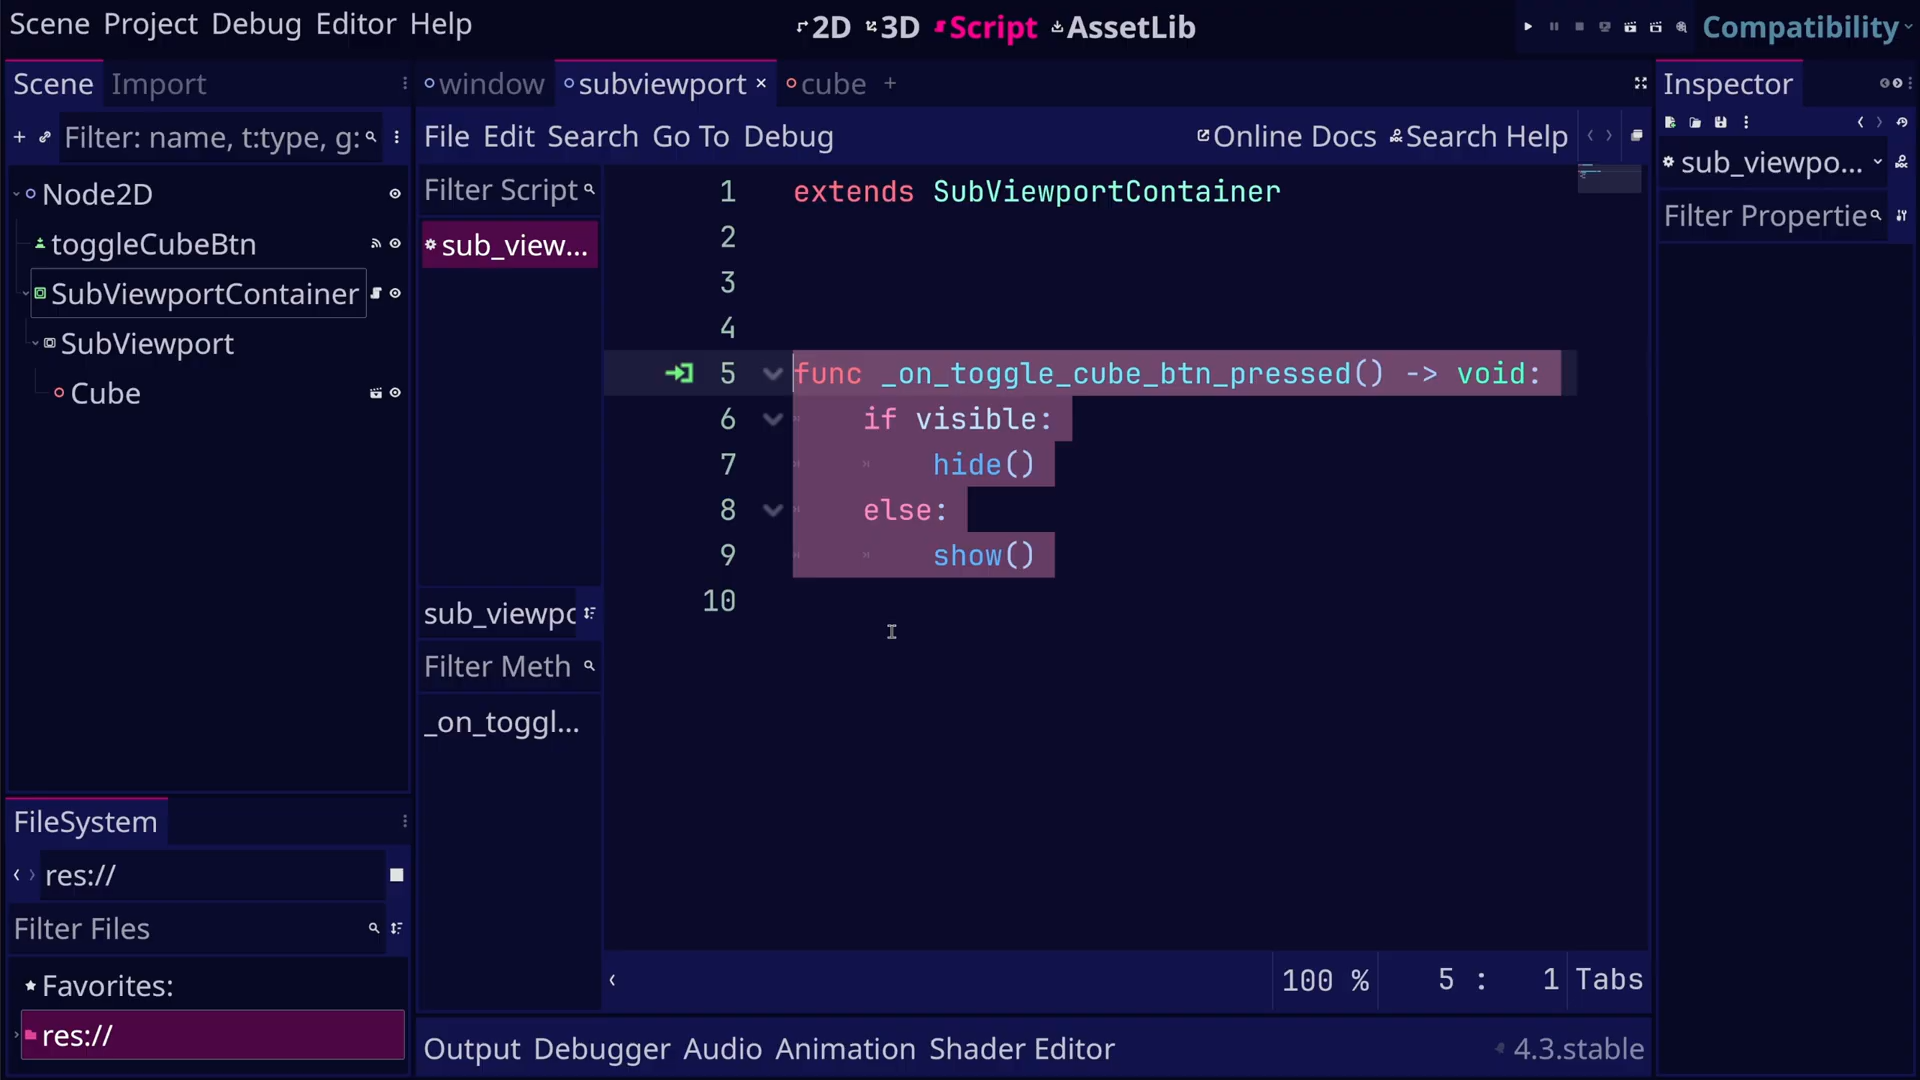 Scene Project Debug Editor Help
2D 3D Script AssetLib
Compatibility
Scene Import
Filter: name, t:type, g:
Node2D
toggleCubeBtn
SubViewportContainer
SubViewport
Cube
FileSystem
res://
Filter Files
Favorites:
res://
window subviewport × cube +
File Edit Search Go To Debug
Online Docs Search Help
Filter Script
sub_view...
sub_viewpo
Filter Meth
_on_toggl...
1 extends SubViewportContainer
2
3
4
5 func _on_toggle_cube_btn_pressed() -> void:
6 if visible:
7 hide()
8 else:
9 show()
10
100 % 5 : 1 Tabs
Output Debugger Audio Animation Shader Editor
4.3.stable
Inspector
sub_viewpo...
Filter Propertie